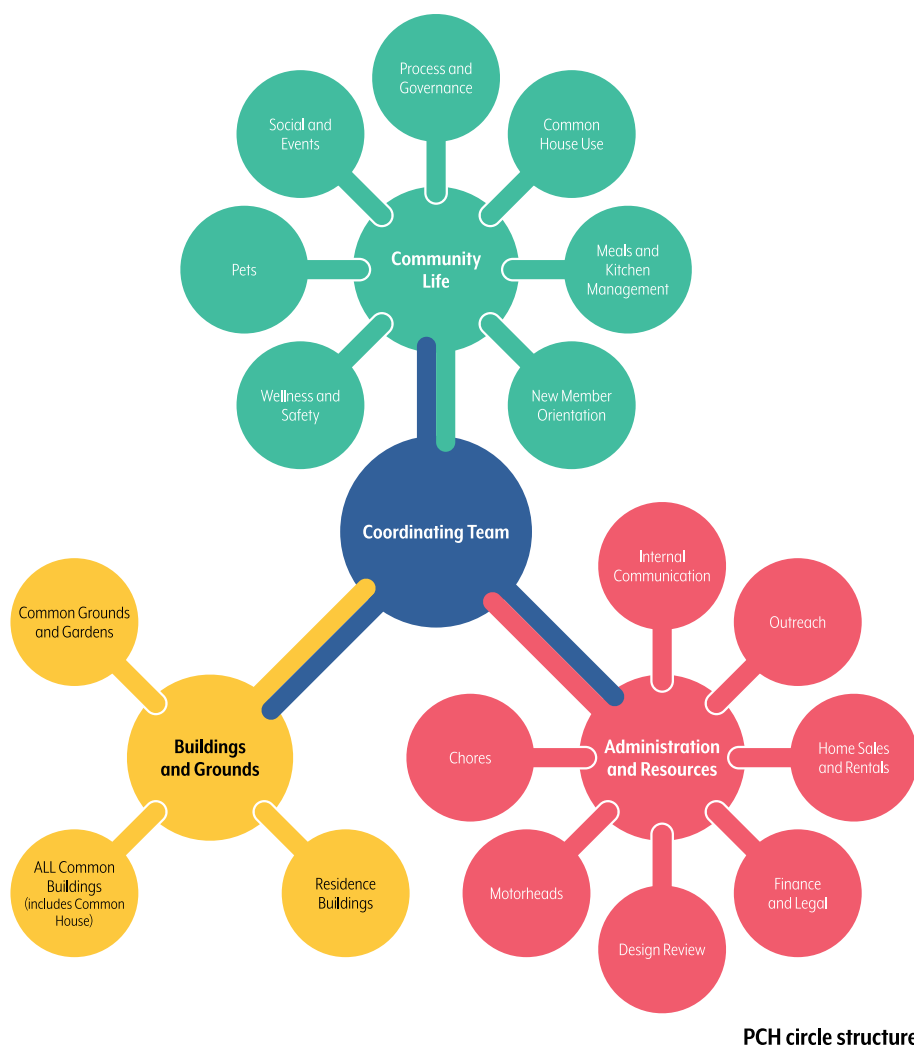 Process and
Governance
Social and
Events
Common
House Use
Pets
Community
Life
Meals and
Kitchen
Management
Wellness and
Safety
New Member
Orientation
Coordinating Team
Internal
Communication
Common Grounds
and Gardens
Outreach
Buildings
and Grounds
Chores
Administration
and Resources
Home Sales
and Rentals
ALL Common
Buildings
(includes Common
House)
Residence
Buildings
Motorheads
Finance
and Legal
Design Review
PCH circle structure